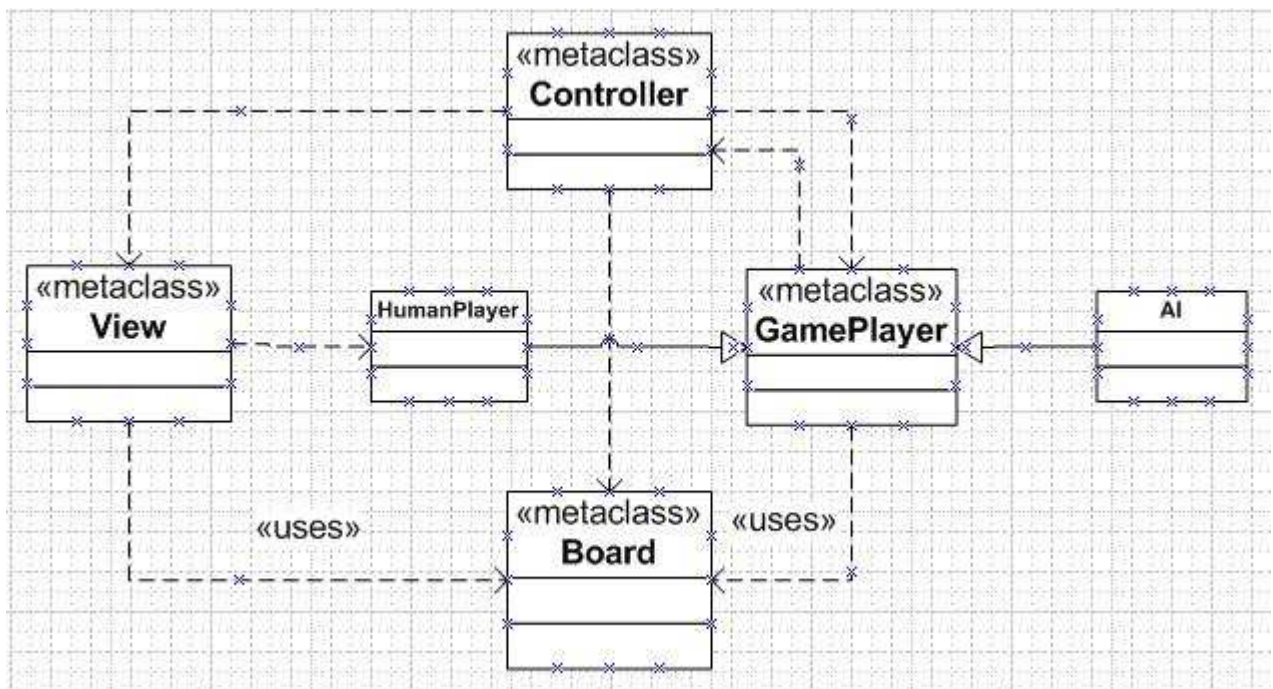 «metaclass»
Controller
«metaclass»
View
HumanPlayer
«metaclass»
GamePlayer
AI
«uses»
«metaclass»
Board
«uses»